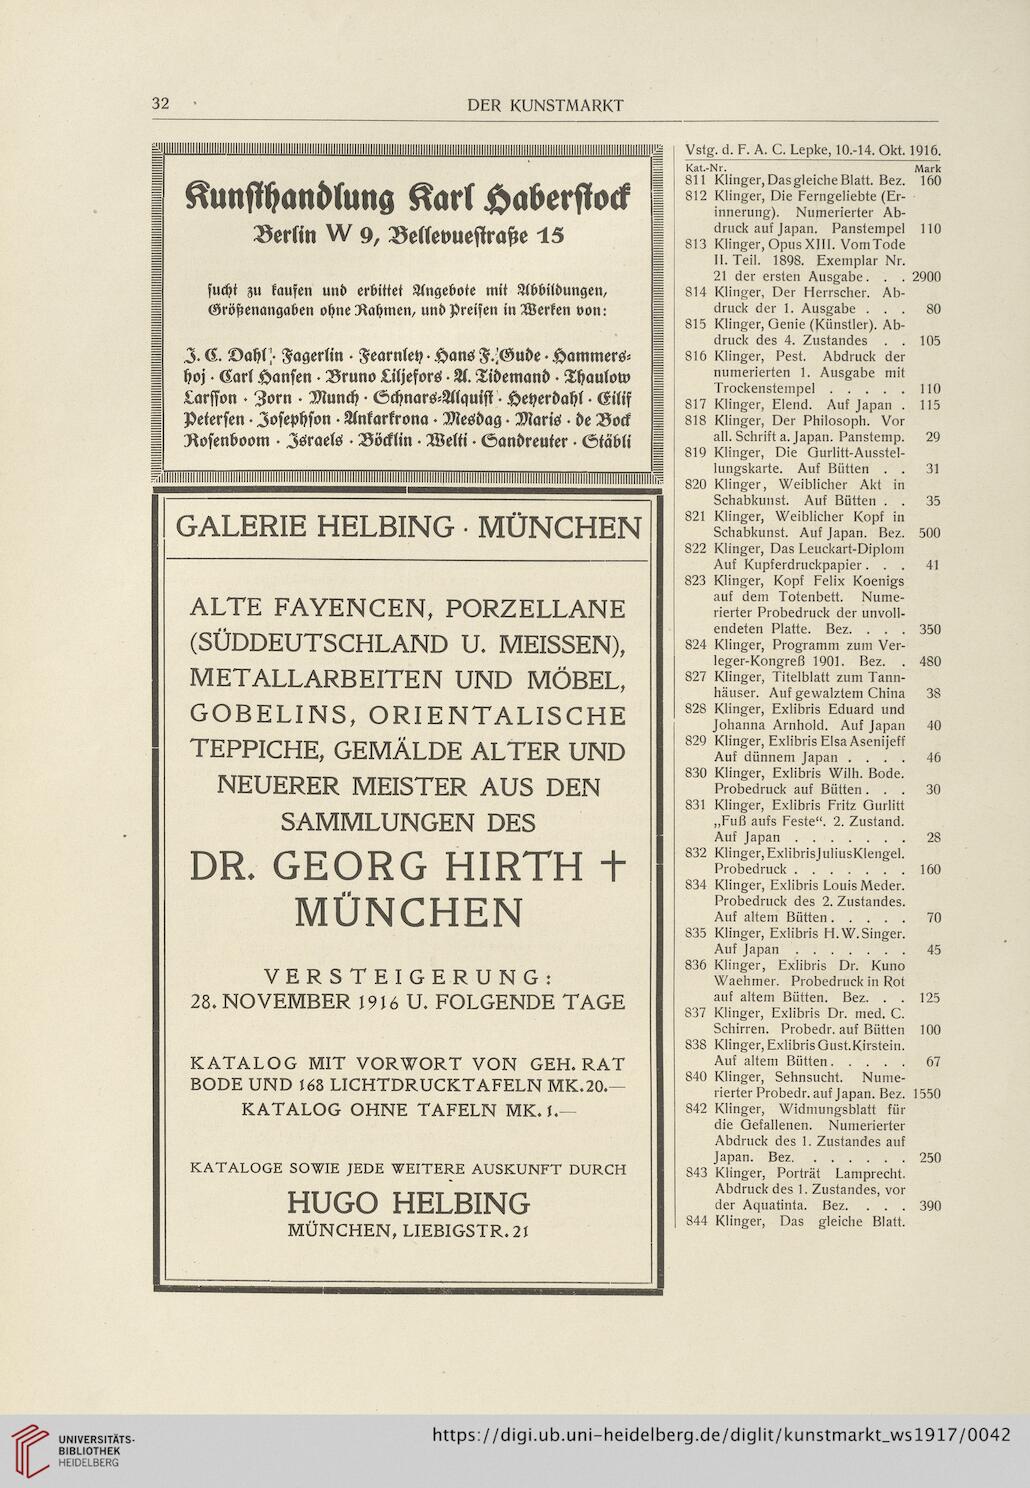 32
DER KUNSTMARKT
Kunsthandlung Karl Haberstock
Berlin W 9, Bellevuestraße 15
sucht zu kaufen und erbittet Angebote mit Abbildungen,
Größenangaben ohne Rahmen, und Preisen in Werken von:
J. C. Dahl · Fagerlin · Fearnley · Hans F. Gude · Hammers-
hoj · Carl Hansen · Bruno Liljefors · A. Tidemand · Thaulow
Larsson · Zorn · Munch · Schnars-Alquist · Heyerdahl · Eilif
Petersen · Josephson · Ankarkrona · Mesdag · Maris · de Bock
Rosenboom · Israels · Böcklin · Welti · Sandreuter · Stäbli
GALERIE HELBING · MÜNCHEN
ALTE FAYENCEN, PORZELLANE
(SÜDDEUTSCHLAND U. MEISSEN),
METALLARBEITEN UND MÖBEL,
GOBELINS, ORIENTALISCHE
TEPPICHE, GEMÄLDE ALTER UND
NEUERER MEISTER AUS DEN
SAMMLUNGEN DES
DR. GEORG HIRTH †
MÜNCHEN
VERSTEIGERUNG:
28. NOVEMBER 1916 U. FOLGENDE TAGE
KATALOG MIT VORWORT VON GEH. RAT
BODE UND 168 LICHTDRUCKTAFELN MK. 20.—
KATALOG OHNE TAFELN MK. 1.—
KATALOGE SOWIE JEDE WEITERE AUSKUNFT DURCH
HUGO HELBING
MÜNCHEN, LIEBIGSTR. 21
Vstg. d. F. A. C. Lepke, 10.-14. Okt. 1916.
Kat.-Nr. Mark
811 Klinger, Das gleiche Blatt. Bez. 160
812 Klinger, Die Ferngeliebte (Er-
innerung). Numerierter Ab-
druck auf Japan. Panstempel 110
813 Klinger, Opus XIII. Vom Tode
II. Teil. 1898. Exemplar Nr.
21 der ersten Ausgabe . . . 2900
814 Klinger, Der Herrscher. Ab-
druck der 1. Ausgabe . . . 80
815 Klinger, Genie (Künstler). Ab-
druck des 4. Zustandes . . 105
816 Klinger, Pest. Abdruck der
numerierten 1. Ausgabe mit
Trockenstempel . . . . . 110
817 Klinger, Elend. Auf Japan . 115
818 Klinger, Der Philosoph. Vor
all. Schrift a. Japan. Panstemp. 29
819 Klinger, Die Gurlitt-Ausstel-
lungskarte. Auf Bütten . . 31
820 Klinger, Weiblicher Akt in
Schabkunst. Auf Bütten . . 35
821 Klinger, Weiblicher Kopf in
Schabkunst. Auf Japan. Bez. 500
822 Klinger, Das Leuckart-Diplom
Auf Kupferdruckpapier . . . 41
823 Klinger, Kopf Felix Koenigs
auf dem Totenbett. Nume-
rierter Probedruck der unvoll-
endeten Platte. Bez. . . . 350
824 Klinger, Programm zum Ver-
leger-Kongreß 1901. Bez. . 480
827 Klinger, Titelblatt zum Tann-
häuser. Auf gewalztem China 38
828 Klinger, Exlibris Eduard und
Johanna Arnhold. Auf Japan 40
829 Klinger, Exlibris Elsa Asenijeff
Auf dünnem Japan . . . . 46
830 Klinger, Exlibris Wilh. Bode.
Probedruck auf Bütten . . . 30
831 Klinger, Exlibris Fritz Gurlitt
„Fuß aufs Feste“. 2. Zustand.
Auf Japan . . . . . . . 28
832 Klinger, Exlibris Julius Klengel.
Probedruck . . . . . . . 160
834 Klinger, Exlibris Louis Meder.
Probedruck des 2. Zustandes.
Auf altem Bütten . . . . . 70
835 Klinger, Exlibris H. W. Singer.
Auf Japan . . . . . . . 45
836 Klinger, Exlibris Dr. Kuno
Waehmer. Probedruck in Rot
auf altem Bütten. Bez. . . 125
837 Klinger, Exlibris Dr. med. C.
Schirren. Probedr. auf Bütten 100
838 Klinger, Exlibris Gust. Kirstein.
Auf altem Bütten . . . . . 67
840 Klinger, Sehnsucht. Nume-
rierter Probedr. auf Japan. Bez. 1550
842 Klinger, Widmungsblatt für
die Gefallenen. Numerierter
Abdruck des 1. Zustandes auf
Japan. Bez. . . . . . . 250
843 Klinger, Porträt Lamprecht.
Abdruck des 1. Zustandes, vor
der Aquatinta. Bez. . . . 390
844 Klinger, Das gleiche Blatt.
UNIVERSITÄTS-
BIBLIOTHEK
HEIDELBERG
https://digi.ub.uni-heidelberg.de/diglit/kunstmarkt_ws1917/0042